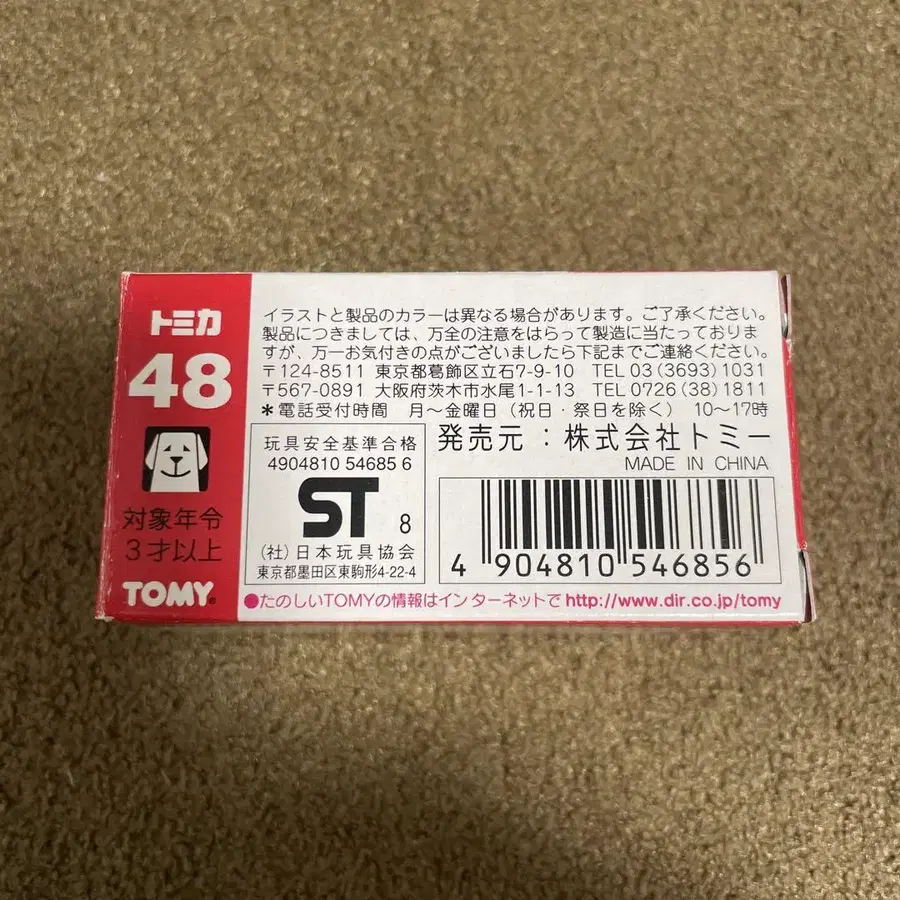 トミカ
48
対象年令
3才以上
TOMY®
イラストと製品のカラーは異なる場合があります。ご了承ください。
製品につきましては、万全の注意をはらって製造に当たっておりま
すが、万一お気付きの点がございましたら下記までご連絡ください。
〒124-8511 東京都葛飾区立石7-9-10 TEL 03(3693)1031
〒567-0891 大阪府茨木市水尾1-1-13 TEL 0726(38)1811
*電話受付時間 月〜金曜日(祝日・祭日を除く) 10〜17時
玩具安全基準合格
4904810 54685 6
ST 8
(社)日本玩具協会
東京都墨田区東駒形4-22-4
発売元:株式会社トミー
MADE IN CHINA
4 904810 546856
●たのしいTOMYの情報はインターネットで http://www.dir.co.jp/tomy